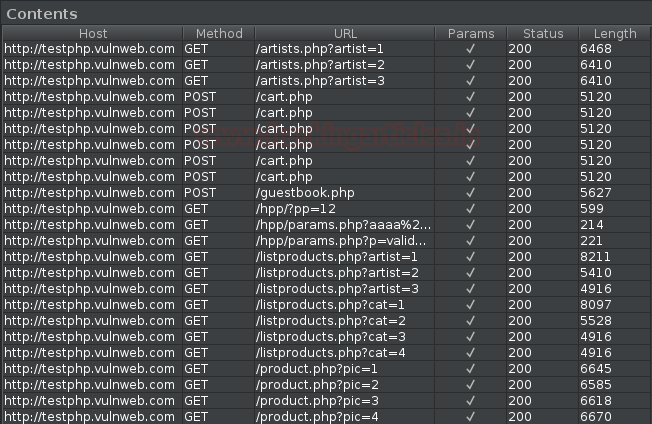 Contents
Host Method URL Params Status Length
http://testphp.vulnweb.com GET /artists.php?artist=1 ✓ 200 6468
http://testphp.vulnweb.com GET /artists.php?artist=2 ✓ 200 6410
http://testphp.vulnweb.com GET /artists.php?artist=3 ✓ 200 6410
http://testphp.vulnweb.com POST /cart.php ✓ 200 5120
http://testphp.vulnweb.com POST /cart.php ✓ 200 5120
http://testphp.vulnweb.com POST /cart.php ✓ 200 5120
http://testphp.vulnweb.com POST /cart.php ✓ 200 5120
http://testphp.vulnweb.com POST /cart.php ✓ 200 5120
http://testphp.vulnweb.com POST /cart.php ✓ 200 5120
http://testphp.vulnweb.com POST /guestbook.php ✓ 200 5627
http://testphp.vulnweb.com GET /hpp/?pp=12 ✓ 200 599
http://testphp.vulnweb.com GET /hpp/params.php?aaaa%2... ✓ 200 214
http://testphp.vulnweb.com GET /hpp/params.php?p=valid... ✓ 200 221
http://testphp.vulnweb.com GET /listproducts.php?artist=1 ✓ 200 8211
http://testphp.vulnweb.com GET /listproducts.php?artist=2 ✓ 200 5410
http://testphp.vulnweb.com GET /listproducts.php?artist=3 ✓ 200 4916
http://testphp.vulnweb.com GET /listproducts.php?cat=1 ✓ 200 8097
http://testphp.vulnweb.com GET /listproducts.php?cat=2 ✓ 200 5528
http://testphp.vulnweb.com GET /listproducts.php?cat=3 ✓ 200 4916
http://testphp.vulnweb.com GET /listproducts.php?cat=4 ✓ 200 4916
http://testphp.vulnweb.com GET /product.php?pic=1 ✓ 200 6645
http://testphp.vulnweb.com GET /product.php?pic=2 ✓ 200 6585
http://testphp.vulnweb.com GET /product.php?pic=3 ✓ 200 6618
http://testphp.vulnweb.com GET /product.php?pic=4 ✓ 200 6670